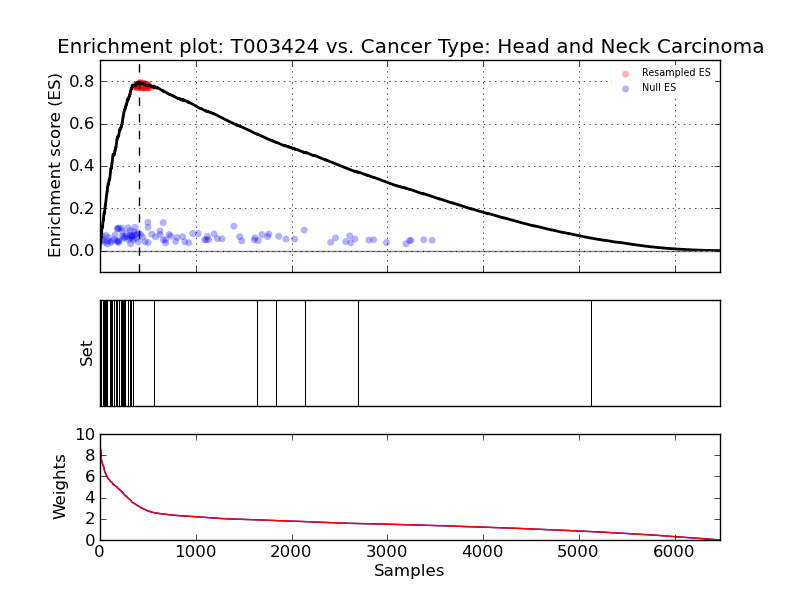 Enrichment plot: T003424 vs. Cancer Type: Head and Neck Carcinoma
Enrichment score (ES)
0.8
0.6
0.4
0.2
0.0
Resampled ES
Null ES
Set
Weights
10
8
6
4
2
0
0 1000 2000 3000 4000 5000 6000
Samples